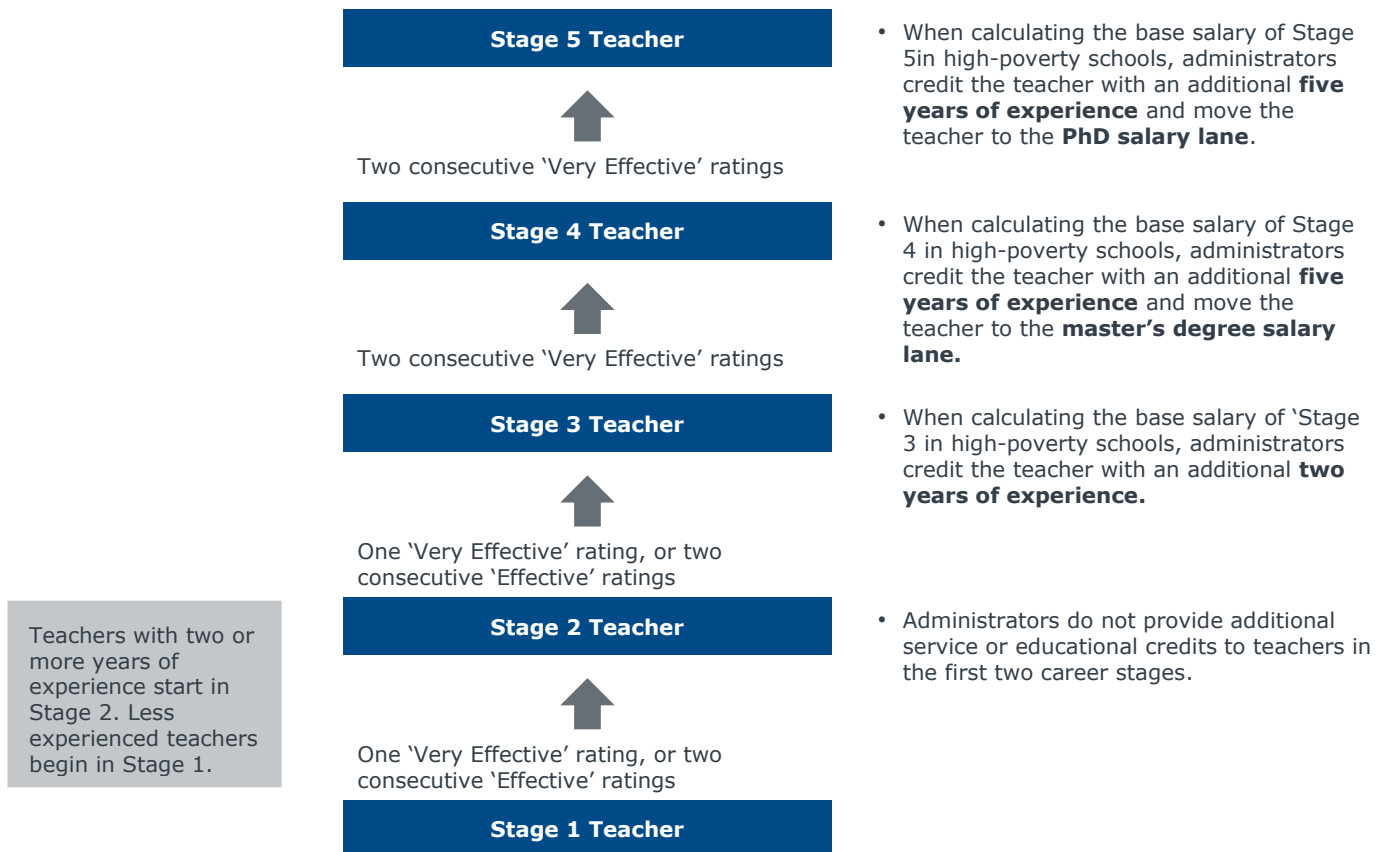 Stage 5 Teacher
• When calculating the base salary of Stage
5in high-poverty schools, administrators
credit the teacher with an additional five
years of experience and move the
teacher to the PhD salary lane.
Two consecutive ‘Very Effective’ ratings
Stage 4 Teacher
• When calculating the base salary of Stage
4 in high-poverty schools, administrators
credit the teacher with an additional five
years of experience and move the
teacher to the master’s degree salary
lane.
Two consecutive ‘Very Effective’ ratings
Stage 3 Teacher
• When calculating the base salary of ‘Stage
3 in high-poverty schools, administrators
credit the teacher with an additional two
years of experience.
One ‘Very Effective’ rating, or two
consecutive ‘Effective’ ratings
Teachers with two or
more years of
experience start in
Stage 2. Less
experienced teachers
begin in Stage 1.
Stage 2 Teacher
• Administrators do not provide additional
service or educational credits to teachers in
the first two career stages.
One ‘Very Effective’ rating, or two
consecutive ‘Effective’ ratings
Stage 1 Teacher